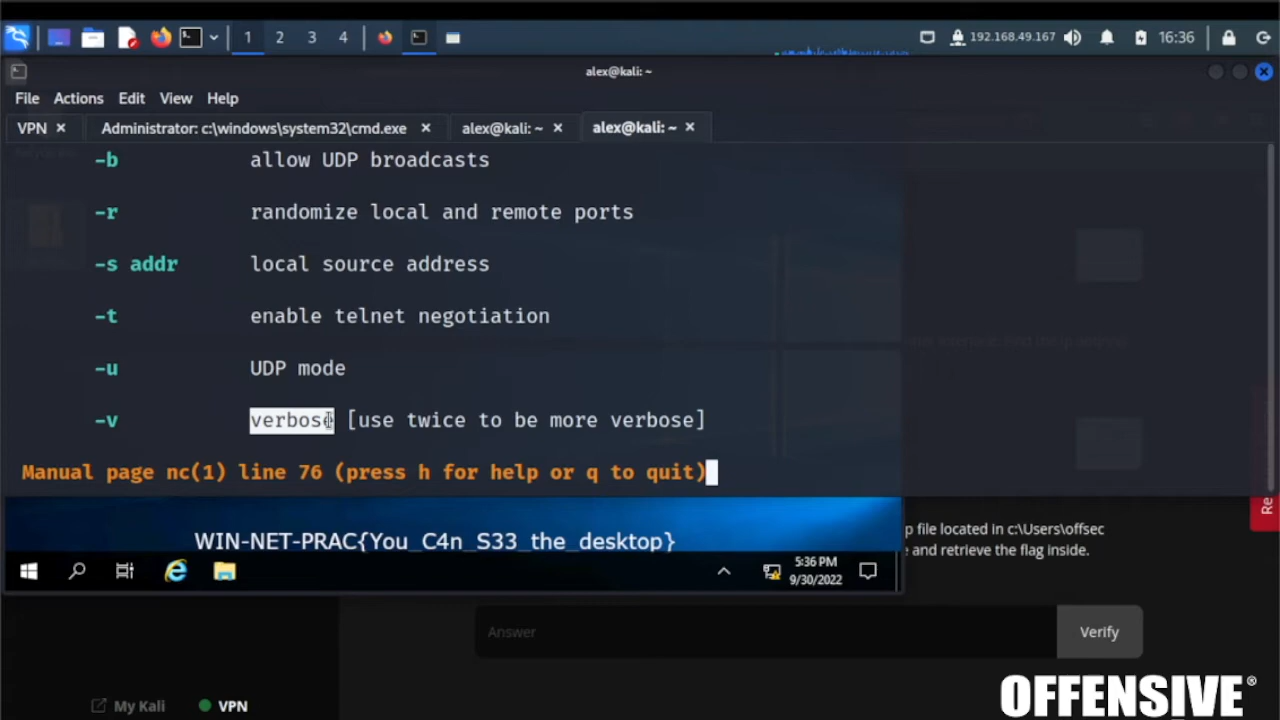 1 2 3 4 192.168.49.167 16:36
alex@kali: ~
File Actions Edit View Help
VPN × Administrator: c:\windows\system32\cmd.exe × alex@kali: ~ × alex@kali: ~ ×
-b allow UDP broadcasts
-r randomize local and remote ports
-s addr local source address
-t enable telnet negotiation
-u UDP mode
-v verbose [use twice to be more verbose]
Manual page nc(1) line 76 (press h for help or q to quit)
p file located in c:\Users\offsec
WIN-NET-PRAC{You_C4n_S33_the_desktop}
and retrieve the flag inside.
5:36 PM
9/30/2022
Answer Verify
My Kali VPN
OFFENSIVE®